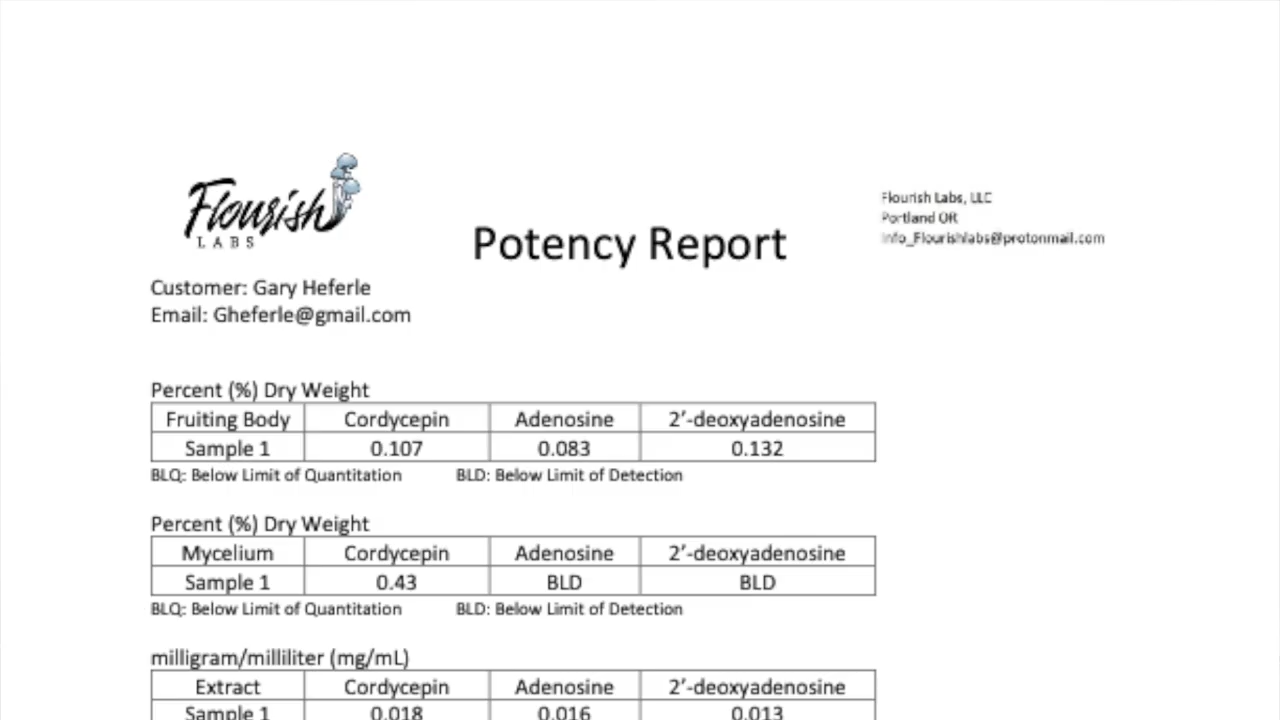 Flourish
LABS
Flourish Labs, LLC
Portland OR
Info_Flourishlabs@protonmail.com
Potency Report
Customer: Gary Heferle
Email: Gheferle@gmail.com
Percent (%) Dry Weight
Fruiting Body Cordycepin Adenosine 2’-deoxyadenosine
Sample 1 0.107 0.083 0.132
BLQ: Below Limit of Quantitation BLD: Below Limit of Detection
Percent (%) Dry Weight
Mycelium Cordycepin Adenosine 2’-deoxyadenosine
Sample 1 0.43 BLD BLD
BLQ: Below Limit of Quantitation BLD: Below Limit of Detection
milligram/milliliter (mg/mL)
Extract Cordycepin Adenosine 2’-deoxyadenosine
Sample 1 0.018 0.016 0.013